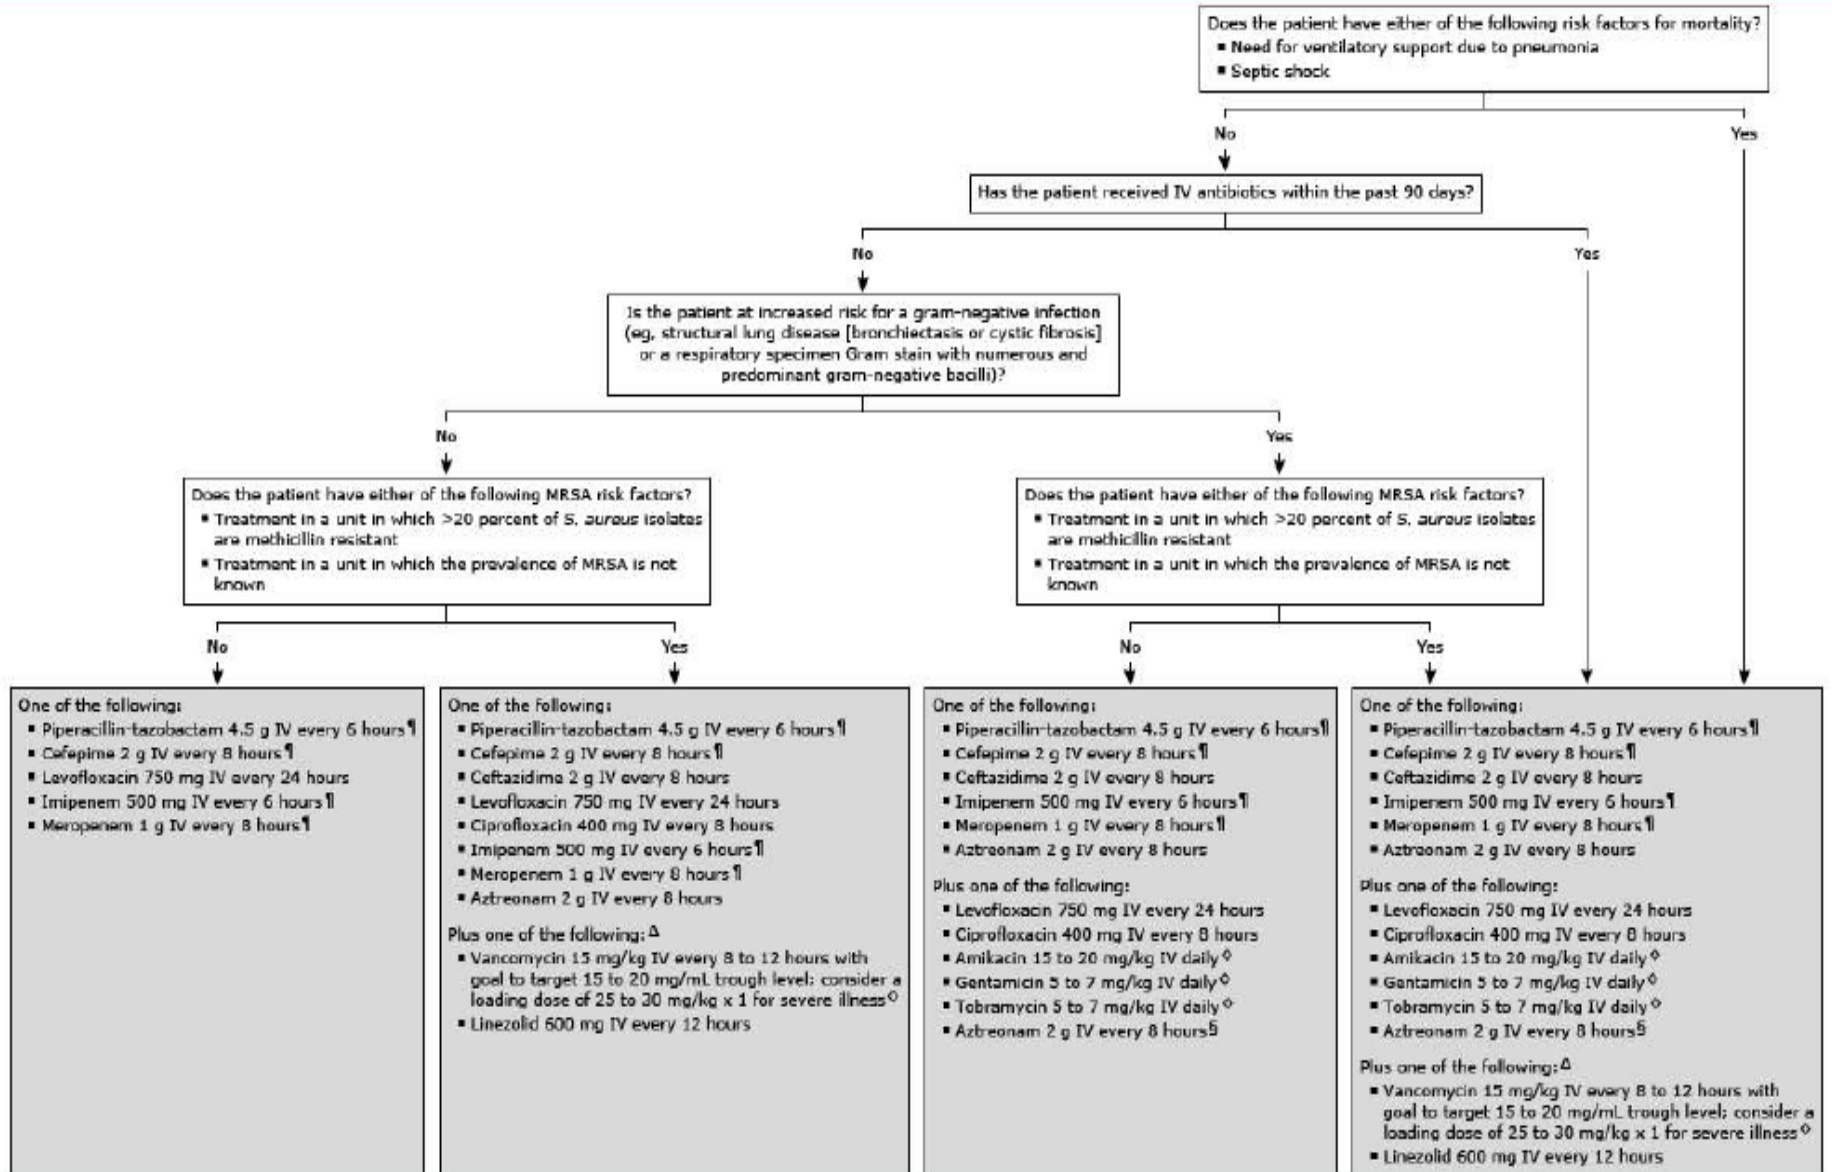 Does the patient have either of the following risk factors for mortality?
▪ Need for ventilatory support due to pneumonia
▪ Septic shock
No
Yes
Has the patient received IV antibiotics within the past 90 days?
No
Yes
Is the patient at increased risk for a gram-negative infection
(eg, structural lung disease [bronchiectasis or cystic fibrosis]
or a respiratory specimen Gram stain with numerous and
predominant gram-negative bacilli)?
No
Yes
Does the patient have either of the following MRSA risk factors?
▪ Treatment in a unit in which >20 percent of S. aureus isolates
are methicillin resistant
▪ Treatment in a unit in which the prevalence of MRSA is not
known
Does the patient have either of the following MRSA risk factors?
▪ Treatment in a unit in which >20 percent of S. aureus isolates
are methicillin resistant
▪ Treatment in a unit in which the prevalence of MRSA is not
known
No
Yes
No
Yes
One of the following:
▪ Piperacillin-tazobactam 4.5 g IV every 6 hours¶
▪ Cefepime 2 g IV every 8 hours¶
▪ Levofloxacin 750 mg IV every 24 hours
▪ Imipenem 500 mg IV every 6 hours¶
▪ Meropenem 1 g IV every 8 hours¶
One of the following:
▪ Piperacillin-tazobactam 4.5 g IV every 6 hours¶
▪ Cefepime 2 g IV every 8 hours¶
▪ Ceftazidime 2 g IV every 8 hours
▪ Levofloxacin 750 mg IV every 24 hours
▪ Ciprofloxacin 400 mg IV every 8 hours
▪ Imipenem 500 mg IV every 6 hours¶
▪ Meropenem 1 g IV every 8 hours¶
▪ Aztreonam 2 g IV every 8 hours
Plus one of the following:Δ
▪ Vancomycin 15 mg/kg IV every 8 to 12 hours with
goal to target 15 to 20 mg/mL trough level; consider a
loading dose of 25 to 30 mg/kg x 1 for severe illness◊
▪ Linezolid 600 mg IV every 12 hours
One of the following:
▪ Piperacillin-tazobactam 4.5 g IV every 6 hours¶
▪ Cefepime 2 g IV every 8 hours¶
▪ Ceftazidime 2 g IV every 8 hours
▪ Imipenem 500 mg IV every 6 hours¶
▪ Meropenem 1 g IV every 8 hours¶
▪ Aztreonam 2 g IV every 8 hours
Plus one of the following:
▪ Levofloxacin 750 mg IV every 24 hours
▪ Ciprofloxacin 400 mg IV every 8 hours
▪ Amikacin 15 to 20 mg/kg IV daily◊
▪ Gentamicin 5 to 7 mg/kg IV daily◊
▪ Tobramycin 5 to 7 mg/kg IV daily◊
▪ Aztreonam 2 g IV every 8 hours§
One of the following:
▪ Piperacillin-tazobactam 4.5 g IV every 6 hours¶
▪ Cefepime 2 g IV every 8 hours¶
▪ Ceftazidime 2 g IV every 8 hours
▪ Imipenem 500 mg IV every 6 hours¶
▪ Meropenem 1 g IV every 8 hours¶
▪ Aztreonam 2 g IV every 8 hours
Plus one of the following:
▪ Levofloxacin 750 mg IV every 24 hours
▪ Ciprofloxacin 400 mg IV every 8 hours
▪ Amikacin 15 to 20 mg/kg IV daily◊
▪ Gentamicin 5 to 7 mg/kg IV daily◊
▪ Tobramycin 5 to 7 mg/kg IV daily◊
▪ Aztreonam 2 g IV every 8 hours§
Plus one of the following:Δ
▪ Vancomycin 15 mg/kg IV every 8 to 12 hours with
goal to target 15 to 20 mg/mL trough level; consider a
loading dose of 25 to 30 mg/kg x 1 for severe illness◊
▪ Linezolid 600 mg IV every 12 hours